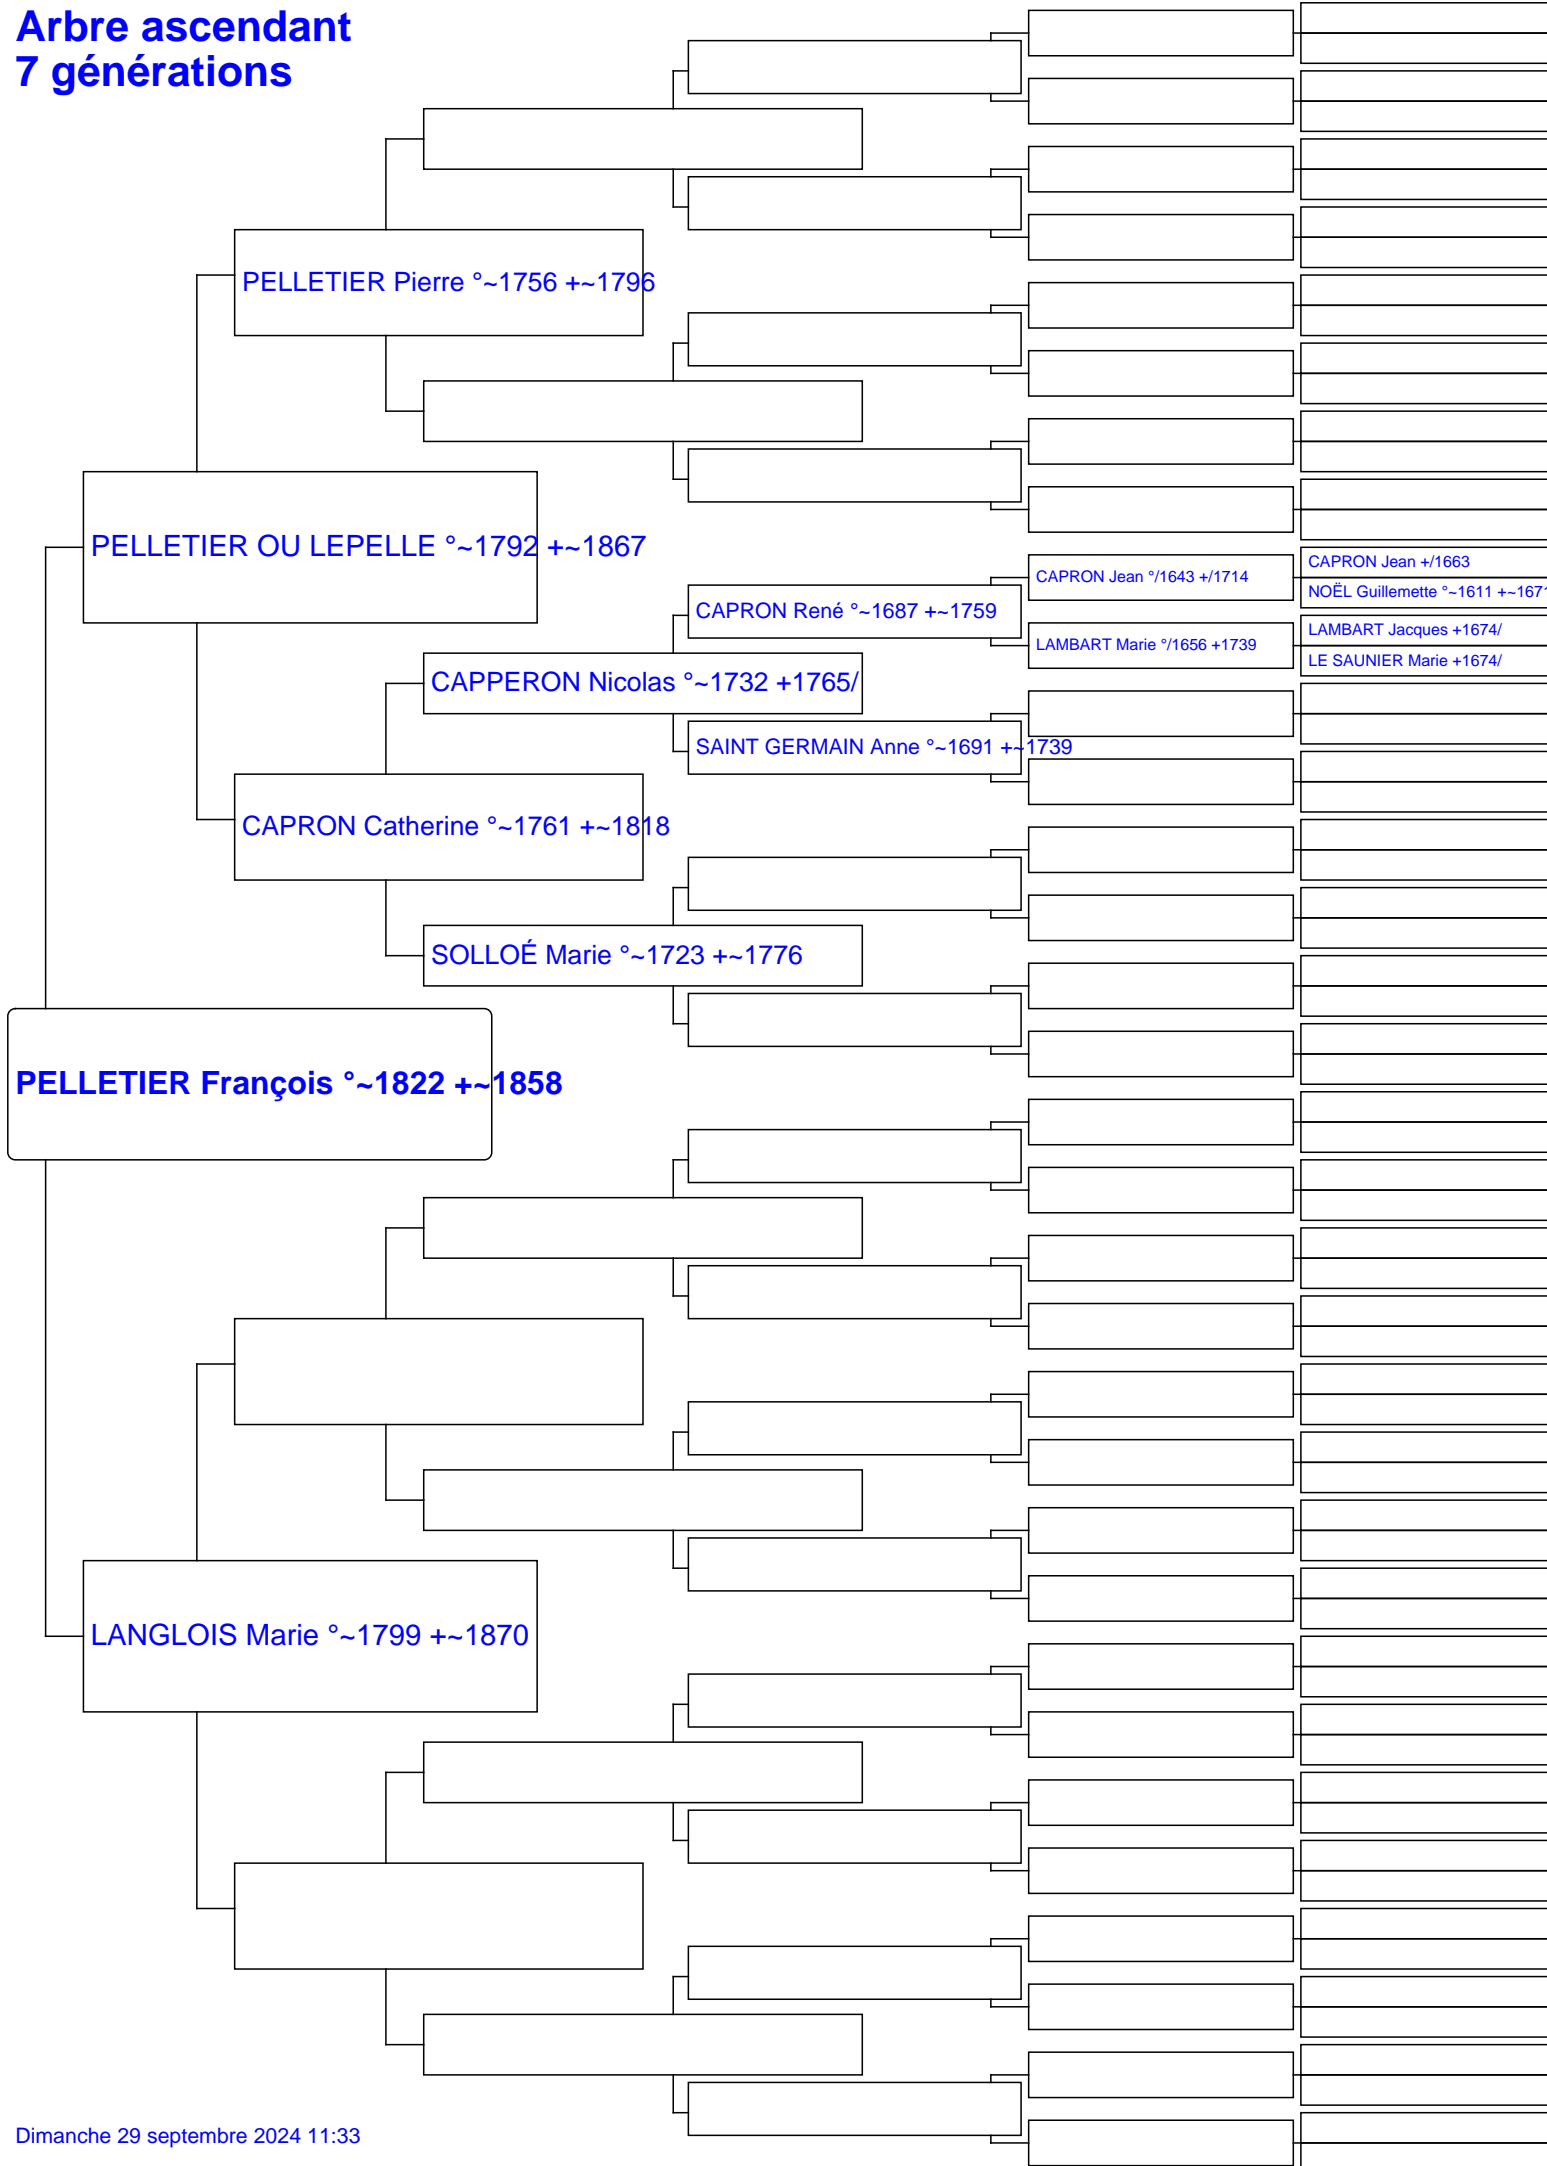 Arbre ascendant
7 générations
PELLETIER Pierre °~1756 +~1796
PELLETIER OU LEPELLE °~1792 +~1867
CAPRON Jean °/1643 +/1714
CAPRON Jean +/1663
NOËL Guillemette °~1611 +~1671
CAPRON René °~1687 +~1759
LAMBART Marie °/1656 +1739
LAMBART Jacques +1674/
LE SAUNIER Marie +1674/
CAPPERON Nicolas °~1732 +1765/
SAINT GERMAIN Anne °~1691 +~1739
CAPRON Catherine °~1761 +~1818
SOLLOÉ Marie °~1723 +~1776
PELLETIER François °~1822 +~1858
LANGLOIS Marie °~1799 +~1870
Dimanche 29 septembre 2024 11:33